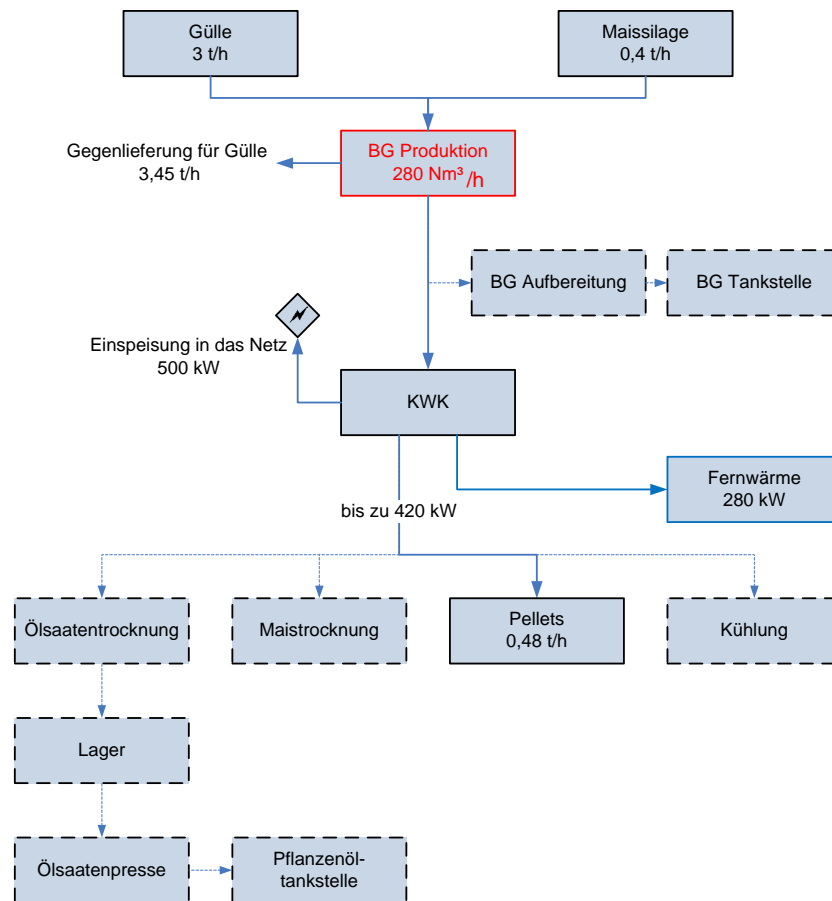 Gülle
3 t/h
Maissilage
0,4 t/h
Gegenlieferung für Gülle
3,45 t/h
BG Produktion
280 Nm³/h
BG Aufbereitung
BG Tankstelle
Einspeisung in das Netz
500 kW
KWK
Fernwärme
280 kW
bis zu 420 kW
Ölsaatentrocknung
Maistrocknung
Pellets
0,48 t/h
Kühlung
Lager
Ölsaatenpresse
Pflanzenöl-
tankstelle